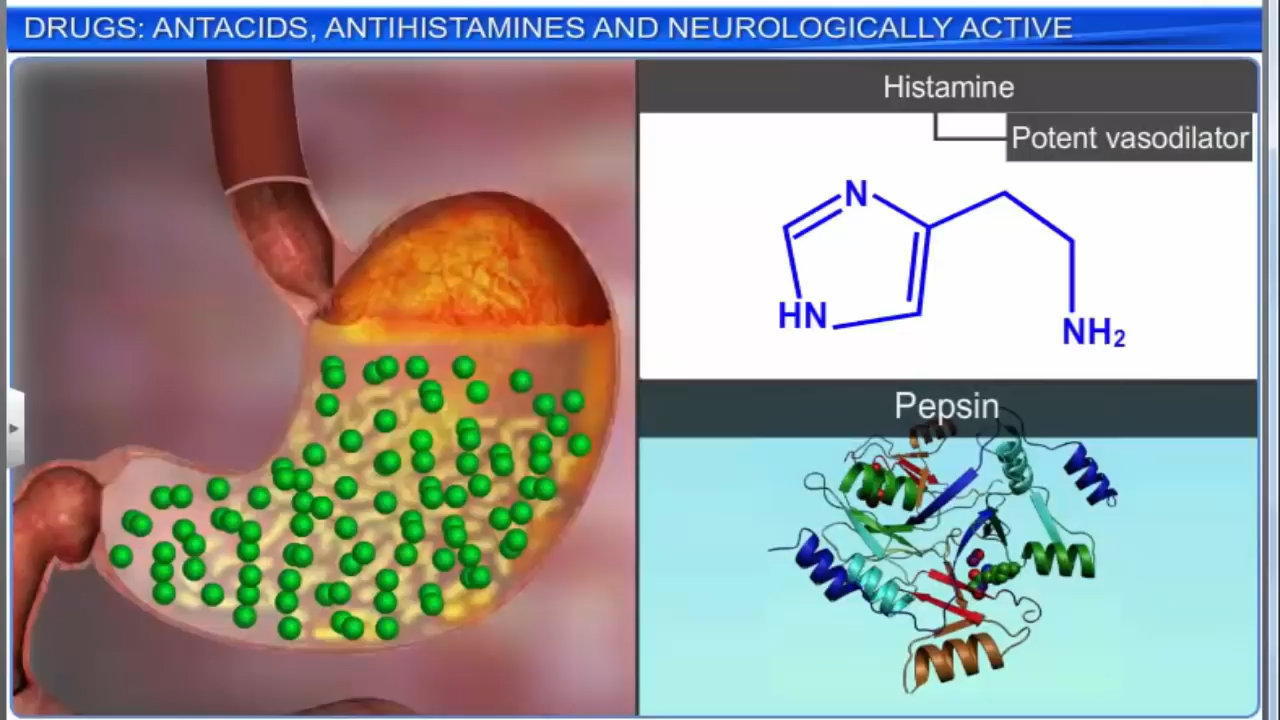 DRUGS: ANTACIDS, ANTIHISTAMINES AND NEUROLOGICALLY ACTIVE
Histamine
Potent vasodilator
N
HN
NH₂
Pepsin